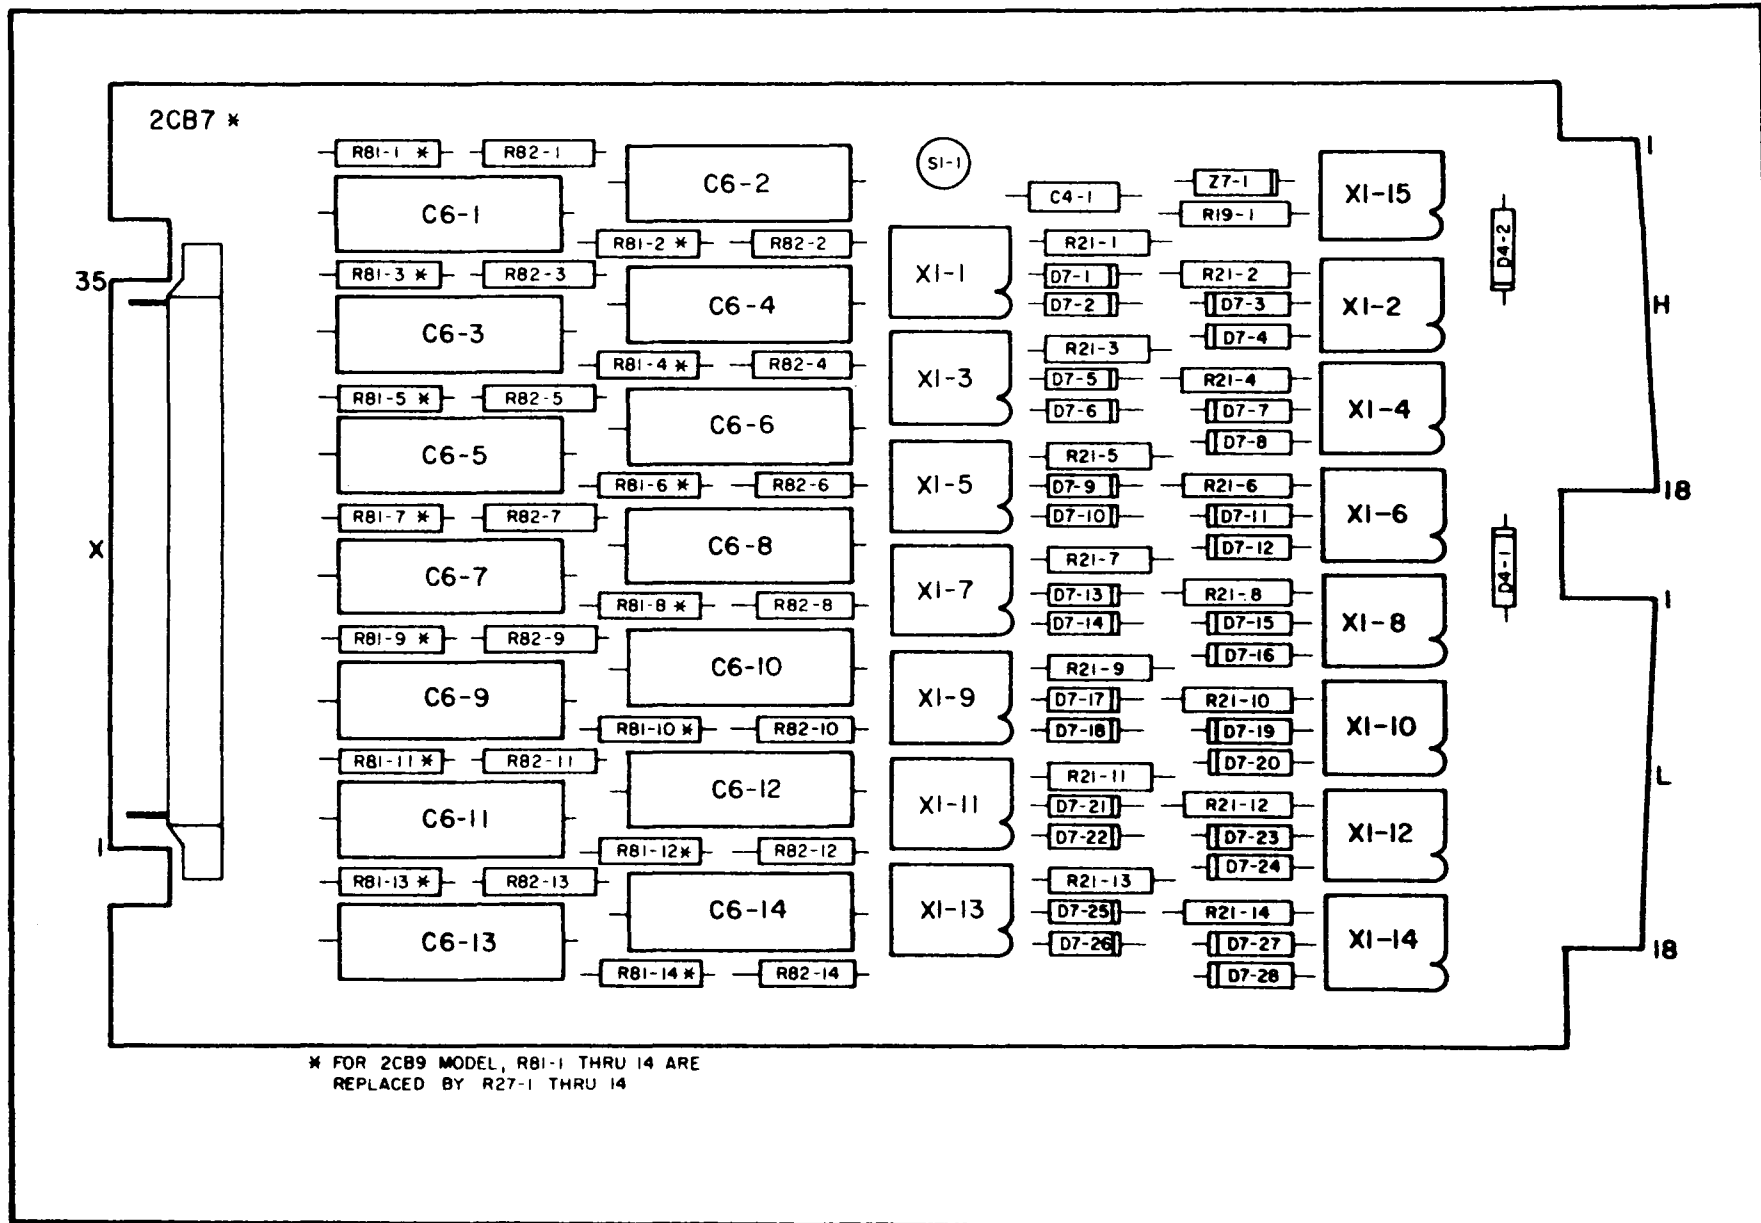 2CB7 *
R81-1 *
R82-1
C6-1
C6-2
R81-2 *
R82-2
R81-3 *
R82-3
C6-3
C6-4
R81-4 *
R82-4
R81-5 *
R82-5
C6-5
C6-6
R81-6 *
R82-6
R81-7 *
R82-7
C6-7
C6-8
R81-8 *
R82-8
R81-9 *
R82-9
C6-9
C6-10
R81-10 *
R82-10
R81-11 *
R82-11
C6-11
C6-12
R81-12 *
R82-12
R81-13 *
R82-13
C6-13
C6-14
R81-14 *
R82-14
35
X
1
S1-1
X1-1
X1-3
X1-5
X1-7
X1-9
X1-11
X1-13
C4-1
R21-1
D7-1
D7-2
R21-3
D7-5
D7-6
R21-5
D7-9
D7-10
R21-7
D7-13
D7-14
R21-9
D7-17
D7-18
R21-11
D7-21
D7-22
R21-13
D7-25
D7-26
Z7-1
R19-1
R21-2
D7-3
D7-4
R21-4
D7-7
D7-8
R21-6
D7-11
D7-12
R21-8
D7-15
D7-16
R21-10
D7-19
D7-20
R21-12
D7-23
D7-24
R21-14
D7-27
D7-28
X1-15
X1-2
X1-4
X1-6
X1-8
X1-10
X1-12
X1-14
D4-2
D4-1
1
H
18
1
L
18
* FOR 2CB9 MODEL, R81-1 THRU 14 ARE
REPLACED BY R27-1 THRU 14